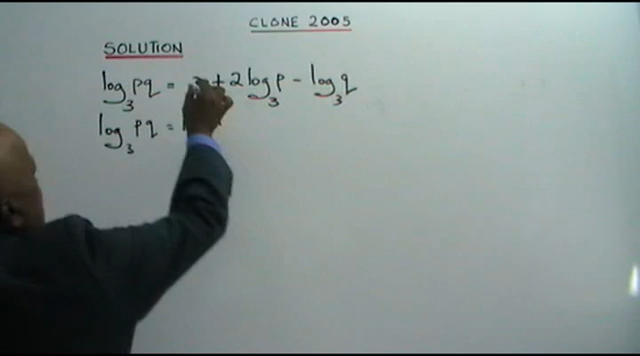 CLONE 2005
SOLUTION
log₃ pq = + 2 log₃ p - log₃ q
log₃ pq =